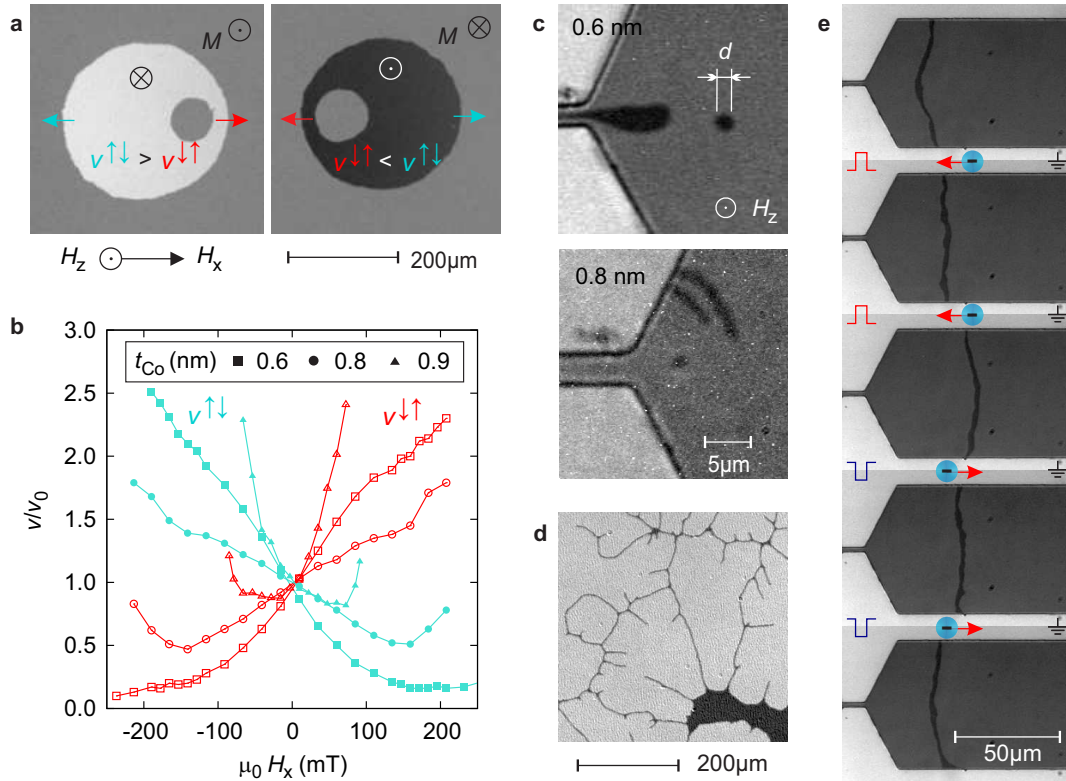 a
M
M
v↑↓ > v↓↑
v↓↑ < v↑↓
Hz
Hx
200µm
b
3.0
2.5
2.0
1.5
1.0
0.5
0.0
v/v0
tCo (nm) 0.6 0.8 0.9
v↑↓
v↓↑
-200 -100 0 100 200
µ0 Hx (mT)
c
0.6 nm
d
Hz
0.8 nm
5µm
d
200µm
e
50µm